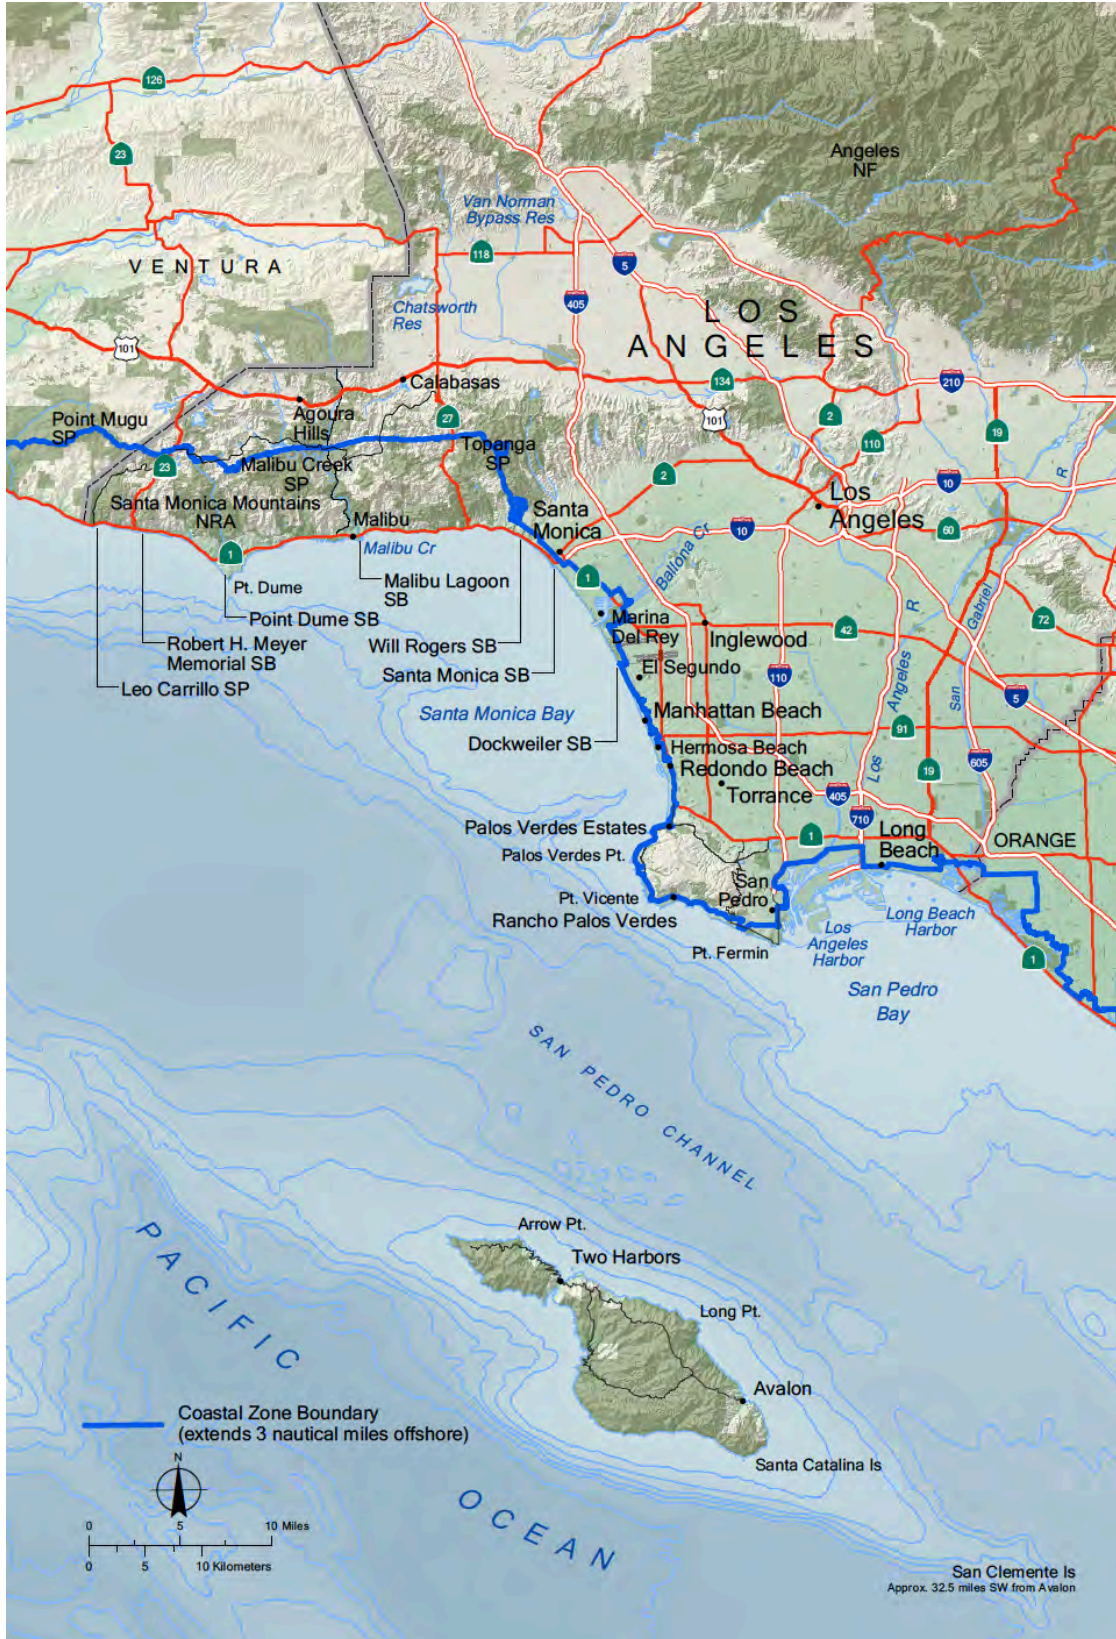 126
23
Angeles
NF
Van Norman
Bypass Res
118
5
VENTURA
405
Chatsworth
Res
LOS
ANGELES
101
Calabasas
134
210
Agoura
Hills
27
101
2
110
19
Point Mugu
SP
Topanga
SP
23
Malibu Creek
SP
2
R
10
Santa Monica Mountains
NRA
Santa
Monica
Los
Angeles
Malibu
10
60
1
Malibu Cr
Ballona Cr
Pt. Dume
Malibu Lagoon
SB
1
Gabriel
Point Dume SB
Marina
Del Rey
R
72
Robert H. Meyer
Memorial SB
Will Rogers SB
Inglewood
42
Leo Carrillo SP
Santa Monica SB
El Segundo
110
Angeles
San
5
Santa Monica Bay
Manhattan Beach
91
Dockweiler SB
Hermosa Beach
Redondo Beach
Los
19
605
Torrance
405
710
Palos Verdes Estates
1
Long
Beach
ORANGE
Palos Verdes Pt.
San
Pedro
Pt. Vicente
Rancho Palos Verdes
Los
Angeles
Harbor
Long Beach
Harbor
Pt. Fermin
1
San Pedro
Bay
SAN PEDRO CHANNEL
Arrow Pt.
Two Harbors
PACIFIC
Long Pt.
Avalon
Coastal Zone Boundary
(extends 3 nautical miles offshore)
Santa Catalina Is
N
OCEAN
0 5 10 Miles
0 5 10 Kilometers
San Clemente Is
Approx. 32.5 miles SW from Avalon